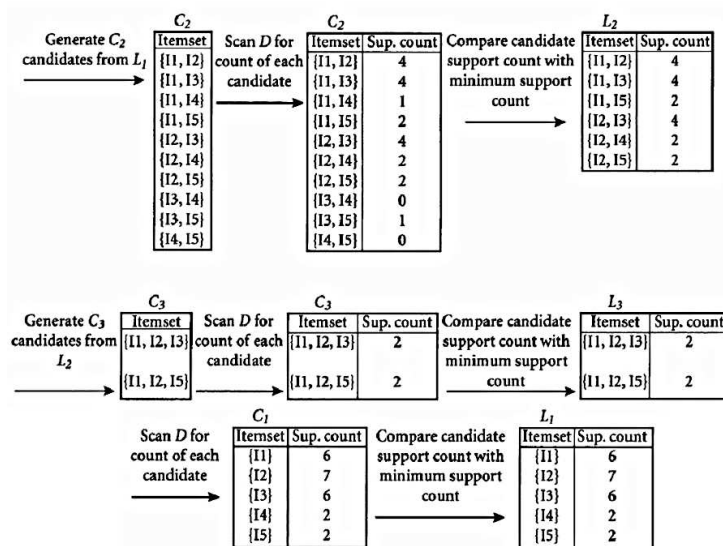 Generate C2 candidates from L1
C2
Itemset
{I1, I2}
{I1, I3}
{I1, I4}
{I1, I5}
{I2, I3}
{I2, I4}
{I2, I5}
{I3, I4}
{I3, I5}
{I4, I5}
Scan D for count of each candidate
C2
Itemset Sup. count
{I1, I2} 4
{I1, I3} 4
{I1, I4} 1
{I1, I5} 2
{I2, I3} 4
{I2, I4} 2
{I2, I5} 2
{I3, I4} 0
{I3, I5} 1
{I4, I5} 0
Compare candidate support count with minimum support count
L2
Itemset Sup. count
{I1, I2} 4
{I1, I3} 4
{I1, I5} 2
{I2, I3} 4
{I2, I4} 2
{I2, I5} 2
Generate C3 candidates from L2
C3
Itemset
{I1, I2, I3}
{I1, I2, I5}
Scan D for count of each candidate
C3
Itemset Sup. count
{I1, I2, I3} 2
{I1, I2, I5} 2
Compare candidate support count with minimum support count
L3
Itemset Sup. count
{I1, I2, I3} 2
{I1, I2, I5} 2
Scan D for count of each candidate
C1
Itemset Sup. count
{I1} 6
{I2} 7
{I3} 6
{I4} 2
{I5} 2
Compare candidate support count with minimum support count
L1
Itemset Sup. count
{I1} 6
{I2} 7
{I3} 6
{I4} 2
{I5} 2